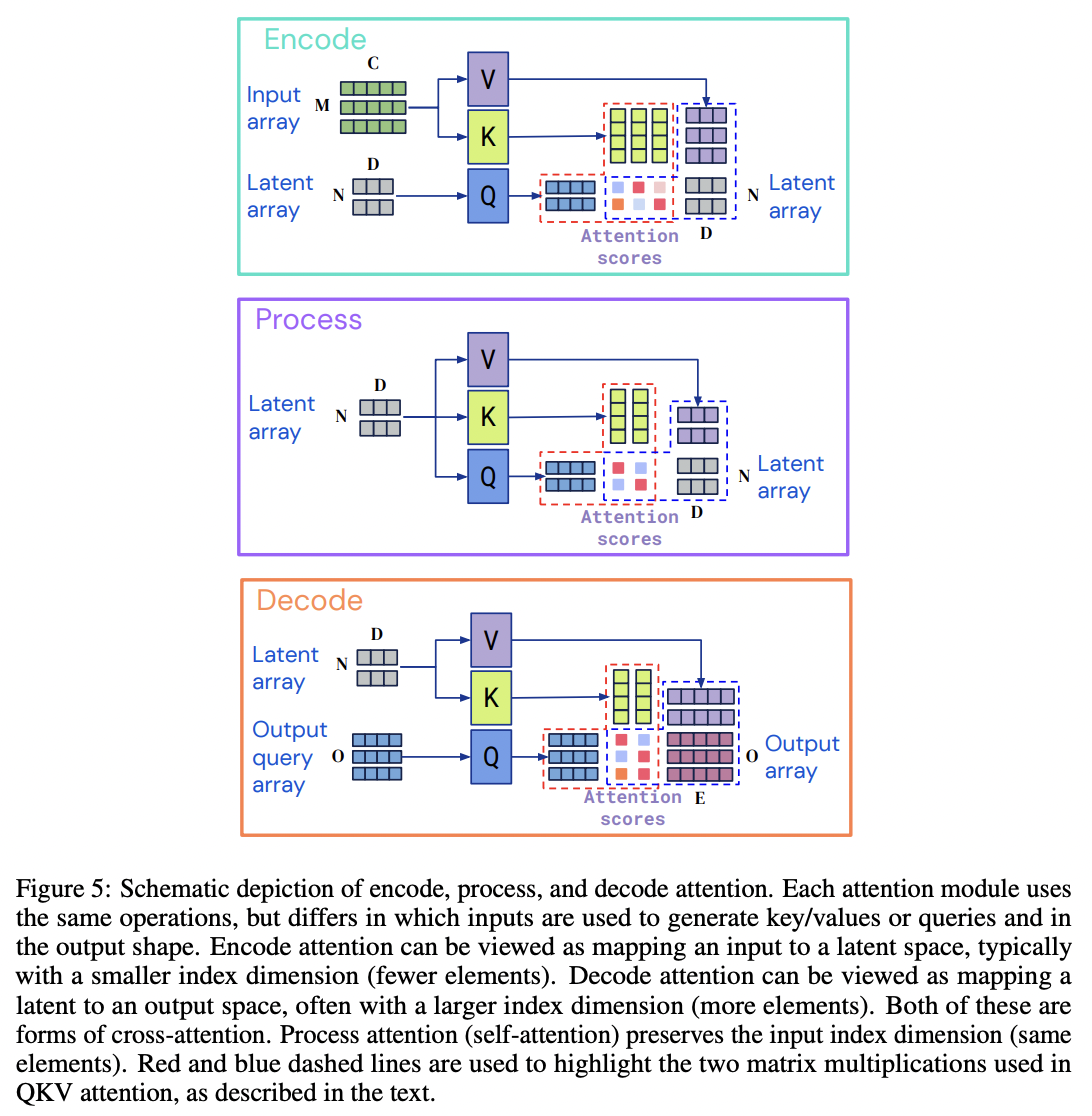 Encode
C
Input
array
M
V
K
D
Latent
array
N
Q
N
Latent
array
Attention
scores
D
Process
V
D
Latent
array
N
K
Q
N
Latent
array
Attention
scores
D
Decode
V
D
Latent
array
N
K
Output
query
array
O
Q
O
Output
array
Attention
scores
E
Figure 5: Schematic depiction of encode, process, and decode attention. Each attention module uses
the same operations, but differs in which inputs are used to generate key/values or queries and in
the output shape. Encode attention can be viewed as mapping an input to a latent space, typically
with a smaller index dimension (fewer elements). Decode attention can be viewed as mapping a
latent to an output space, often with a larger index dimension (more elements). Both of these are
forms of cross-attention. Process attention (self-attention) preserves the input index dimension (same
elements). Red and blue dashed lines are used to highlight the two matrix multiplications used in
QKV attention, as described in the text.